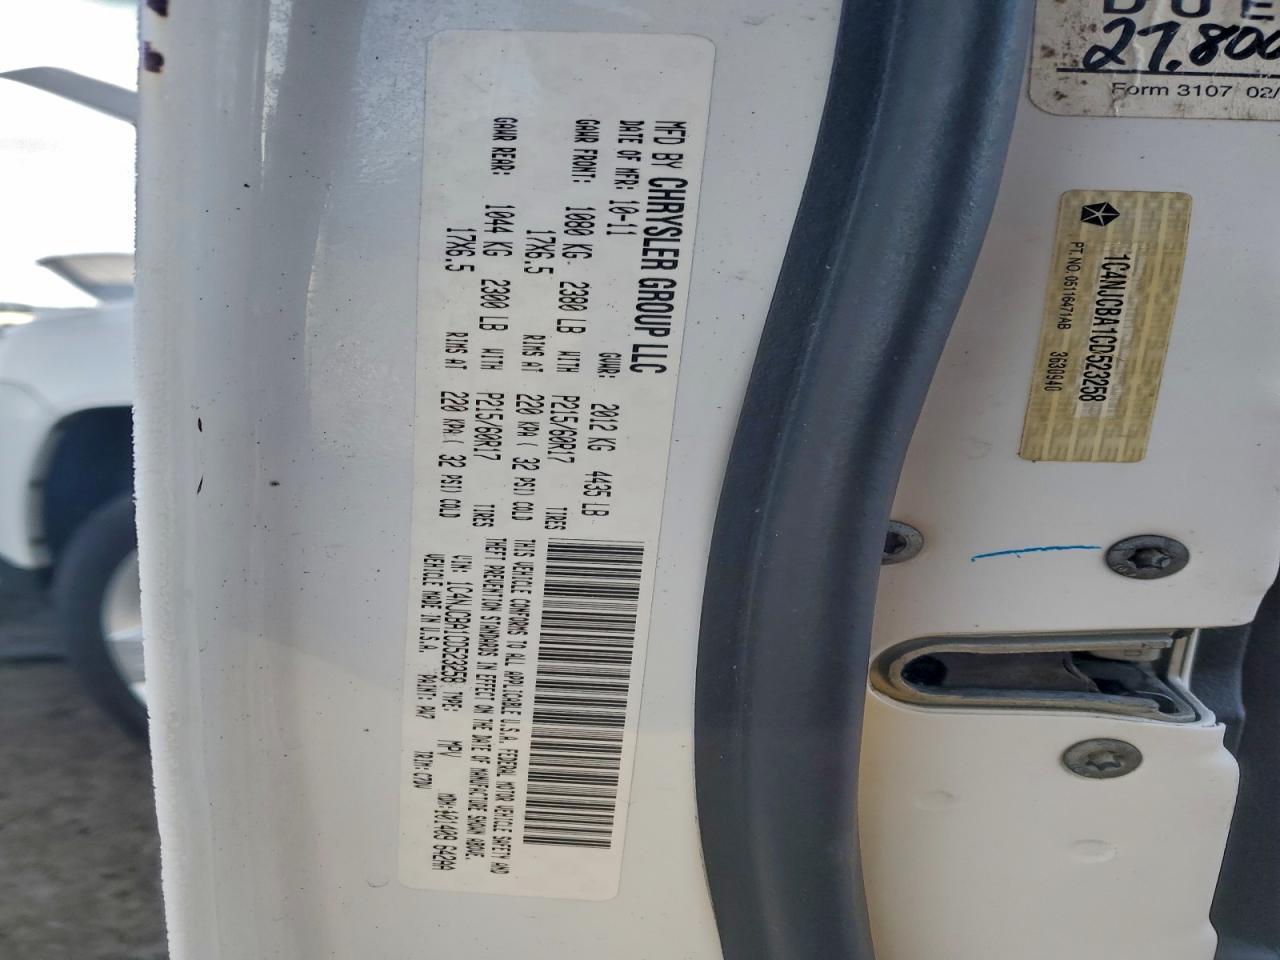 MFD BY CHRYSLER GROUP LLC
DATE OF MFR: 10-11 GVWR: 2012 KG 4435 LB
GAWR FRONT: 1080 KG 2380 LB WITH P215/60R17 TIRES
17X6.5 RIMS AT 220 KPA( 32 PSI) COLD
GAWR REAR: 1044 KG 2300 LB WITH P215/60R17 TIRES
17X6.5 RIMS AT 220 KPA( 32 PSI) COLD
THIS VEHICLE CONFORMS TO ALL APPLICABLE U.S.A. FEDERAL MOTOR VEHICLE SAFETY AND
THEFT PREVENTION STANDARDS IN EFFECT ON THE DATE OF MANUFACTURE SHOWN ABOVE.
VIN: 1C4NJCBA1CD523258 TYPE: MPV MDH:101409 642AA
VEHICLE MADE IN U.S.A. PAINT: PW7 TRIM: C7DV
27,800
Form 3107 02/
1C4NJCBA1CD523258
PT. NO. 05116471AB 3680940